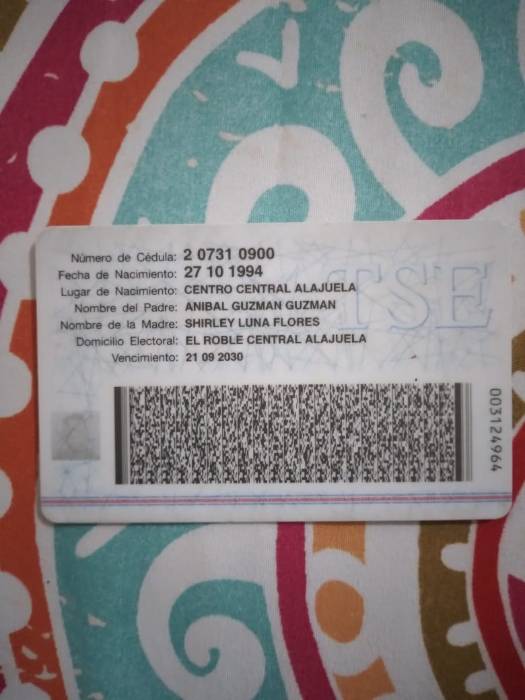 Número de Cédula: 2 0731 0900
Fecha de Nacimiento: 27 10 1994
Lugar de Nacimiento: CENTRO CENTRAL ALAJUELA
Nombre del Padre: ANIBAL GUZMAN GUZMAN
Nombre de la Madre: SHIRLEY LUNA FLORES
Domicilio Electoral: EL ROBLE CENTRAL ALAJUELA
Vencimiento: 21 09 2030
TSE
003124964